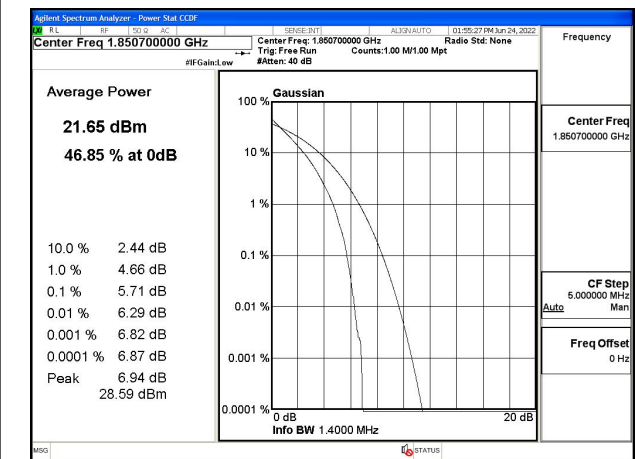 Agilent Spectrum Analyzer - Power Stat CCDF
LXI RL RF 50 Ω AC SENSE:INT ALIGN AUTO 01:55:27 PM Jun 24, 2022
Center Freq 1.850700000 GHz
Center Freq: 1.850700000 GHz Radio Std: None
Trig: Free Run Counts:1.00 M/1.00 Mpt
#IFGain:Low #Atten: 40 dB
Frequency
Average Power
21.65 dBm
46.85 % at 0dB
10.0 % 2.44 dB
1.0 % 4.66 dB
0.1 % 5.71 dB
0.01 % 6.29 dB
0.001 % 6.82 dB
0.0001 % 6.87 dB
Peak 6.94 dB
28.59 dBm
Gaussian
100 %
10 %
1 %
0.1 %
0.01 %
0.001 %
0.0001 %
0 dB 20 dB
Info BW 1.4000 MHz
Center Freq
1.850700000 GHz
CF Step
5.000000 MHz
Auto Man
Freq Offset
0 Hz
MSG STATUS